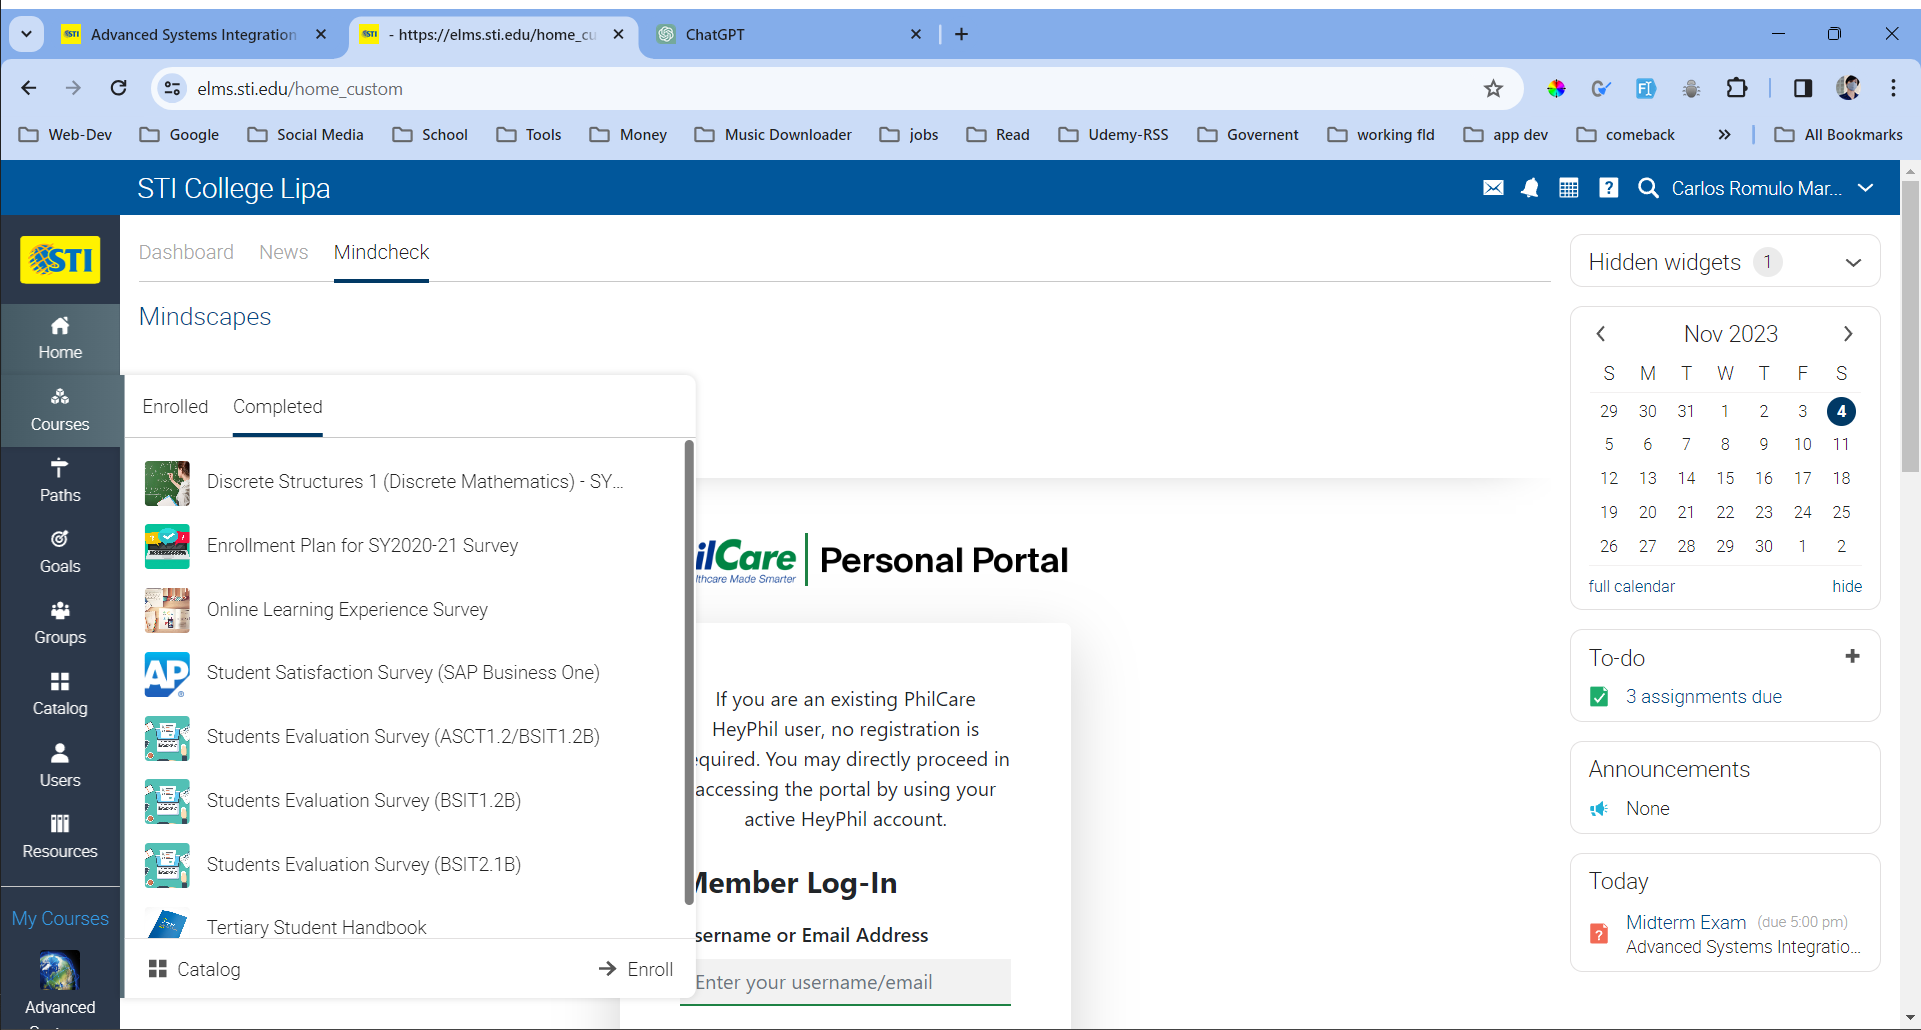 STI Advanced Systems Integration
STI - https://elms.sti.edu/home_cu
ChatGPT
elms.sti.edu/home_custom
Web-Dev
Google
Social Media
School
Tools
Money
Music Downloader
jobs
Read
Udemy-RSS
Governent
working fld
app dev
comeback
All Bookmarks
STI College Lipa
Carlos Romulo Mar...
STI
Home
Courses
Paths
Goals
Groups
Catalog
Users
Resources
My Courses
Advanced
Dashboard
News
Mindcheck
Mindscapes
Enrolled
Completed
Discrete Structures 1 (Discrete Mathematics) - SY...
Enrollment Plan for SY2020-21 Survey
Online Learning Experience Survey
Student Satisfaction Survey (SAP Business One)
Students Evaluation Survey (ASCT1.2/BSIT1.2B)
Students Evaluation Survey (BSIT1.2B)
Students Evaluation Survey (BSIT2.1B)
Tertiary Student Handbook
Catalog
Enroll
ilCare
thcare Made Smarter
Personal Portal
If you are an existing PhilCare
HeyPhil user, no registration is
equired. You may directly proceed in
accessing the portal by using your
active HeyPhil account.
Member Log-In
sername or Email Address
Enter your username/email
Hidden widgets 1
Nov 2023
S M T W T F S
29 30 31 1 2 3 4
5 6 7 8 9 10 11
12 13 14 15 16 17 18
19 20 21 22 23 24 25
26 27 28 29 30 1 2
full calendar
hide
To-do
3 assignments due
Announcements
None
Today
Midterm Exam (due 5:00 pm)
Advanced Systems Integratio...